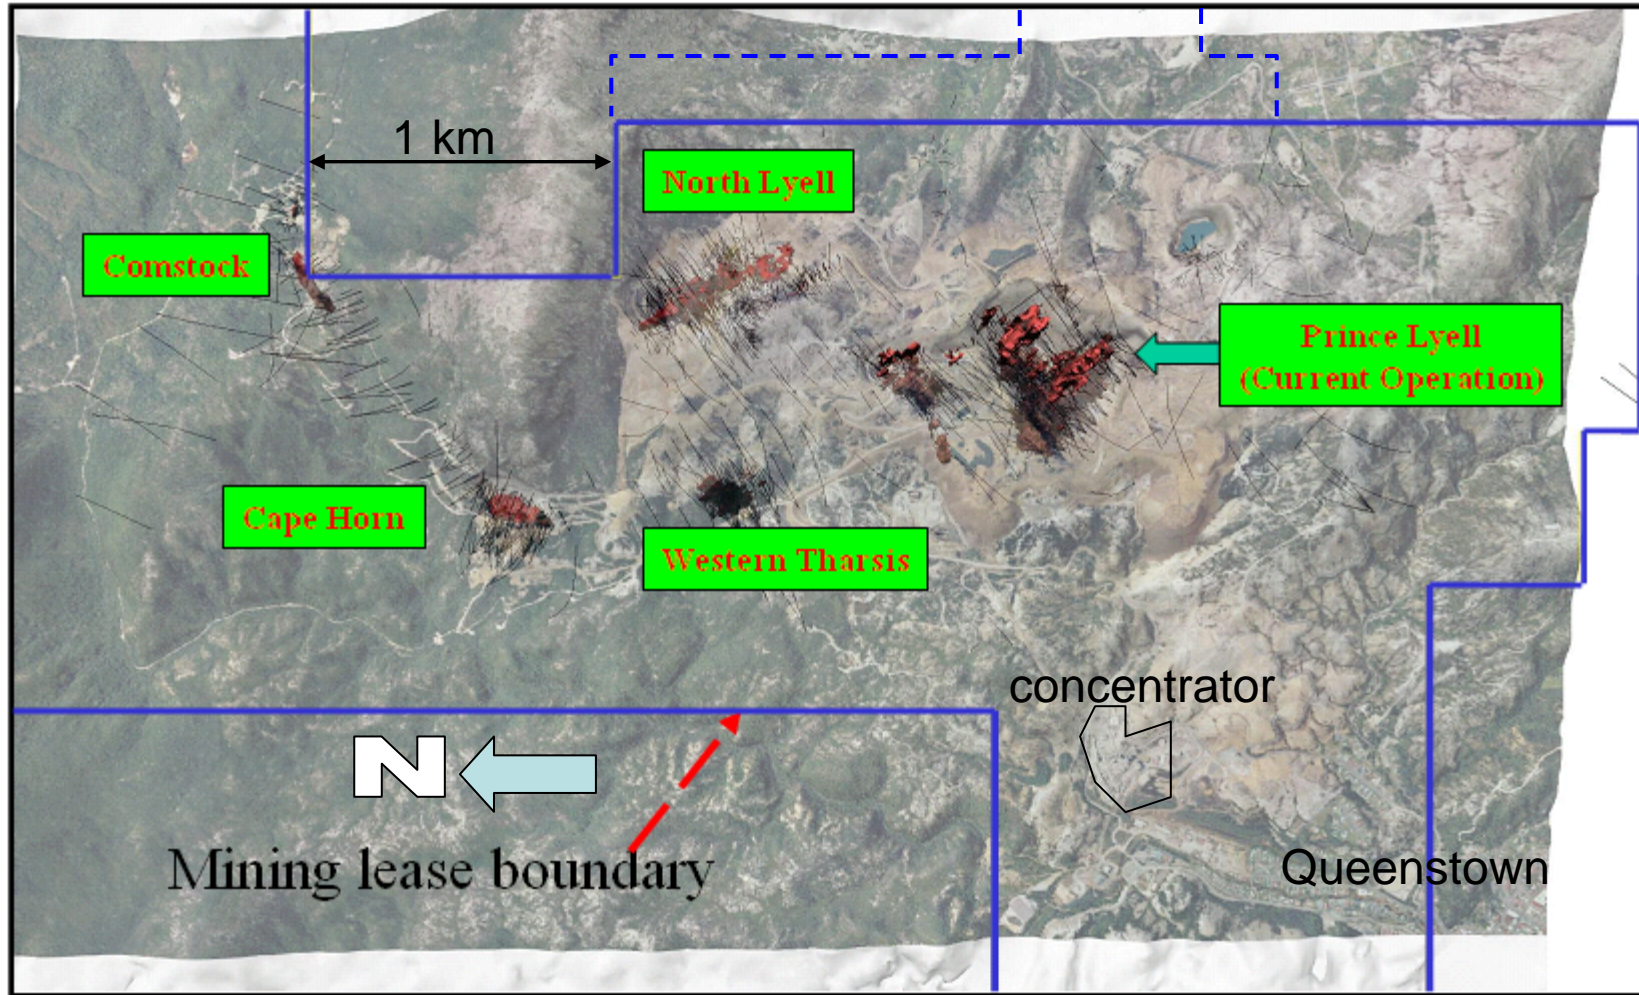 1 km
North Lyell
Comstock
Prince Lyell
(Current Operation)
Cape Horn
Western Tharsis
concentrator
N
Mining lease boundary
Queenstown